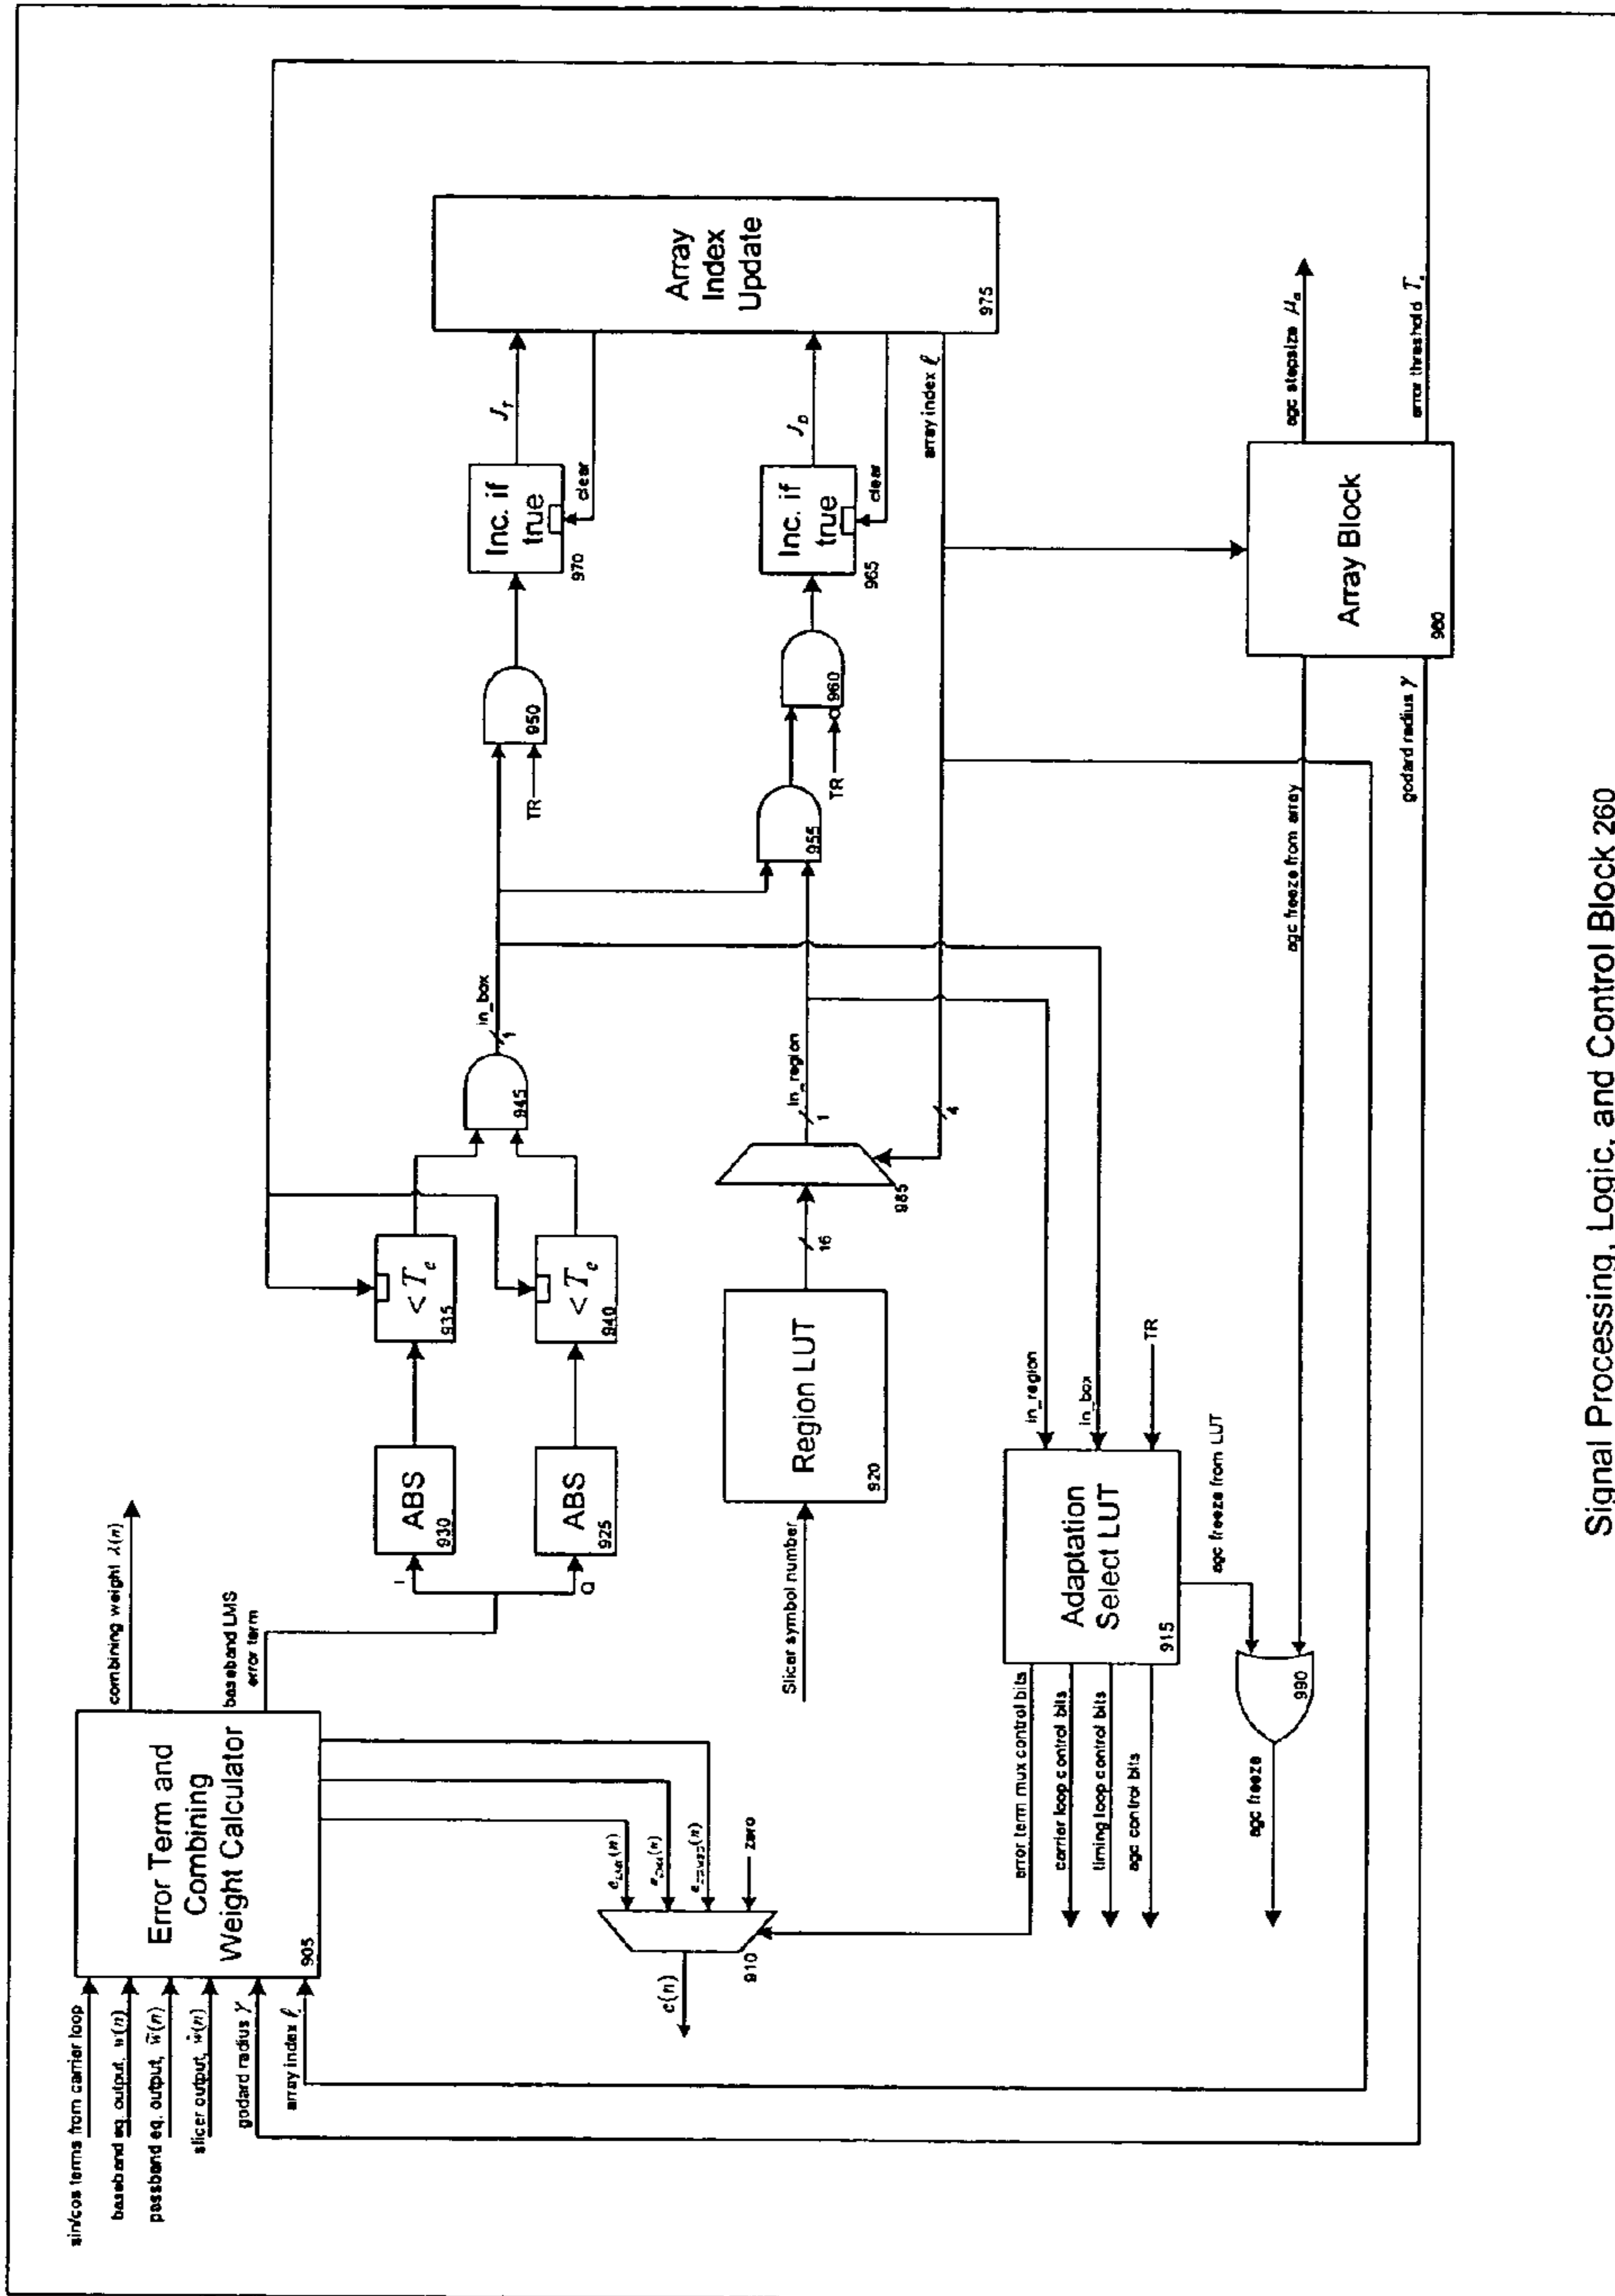 sin/cos terms from carrier loop
baseband eq. output, w(n)
passband eq. output, w̃(n)
slicer output, ŵ(n)
godard radius γ
array index ℓ
Error Term and
Combining
Weight Calculator
905
combining weight λ(n)
baseband LMS
error term
I
Q
ABS
930
ABS
925
< T_e
935
< T_e
940
945
in_box
1
TR
950
Inc. if
true
970
clear
J_T
Array
Index
Update
975
zero
910
e(n)
Slicer symbol number
Region LUT
920
16
985
in_region
1
955
TR
960
Inc. if
true
965
clear
J_D
array index ℓ
4
error term mux control bits
carrier loop control bits
timing loop control bits
agc control bits
Adaptation
Select LUT
915
in_region
in_box
TR
agc freeze from LUT
agc freeze
990
agc freeze from array
godard radius γ
Array Block
980
agc stepsize μ_a
error threshold T_e
Signal Processing, Logic, and Control Block 260